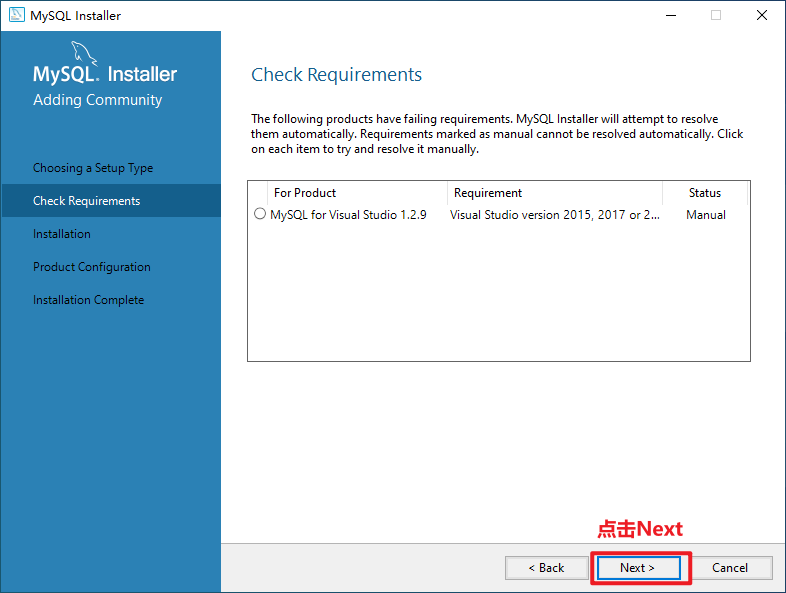 MySQL Installer
MySQL. Installer
Adding Community
Choosing a Setup Type
Check Requirements
Installation
Product Configuration
Installation Complete
Check Requirements
The following products have failing requirements. MySQL Installer will attempt to resolve
them automatically. Requirements marked as manual cannot be resolved automatically. Click
on each item to try and resolve it manually.
For Product Requirement Status
MySQL for Visual Studio 1.2.9 Visual Studio version 2015, 2017 or 2... Manual
点击Next
< Back Next > Cancel